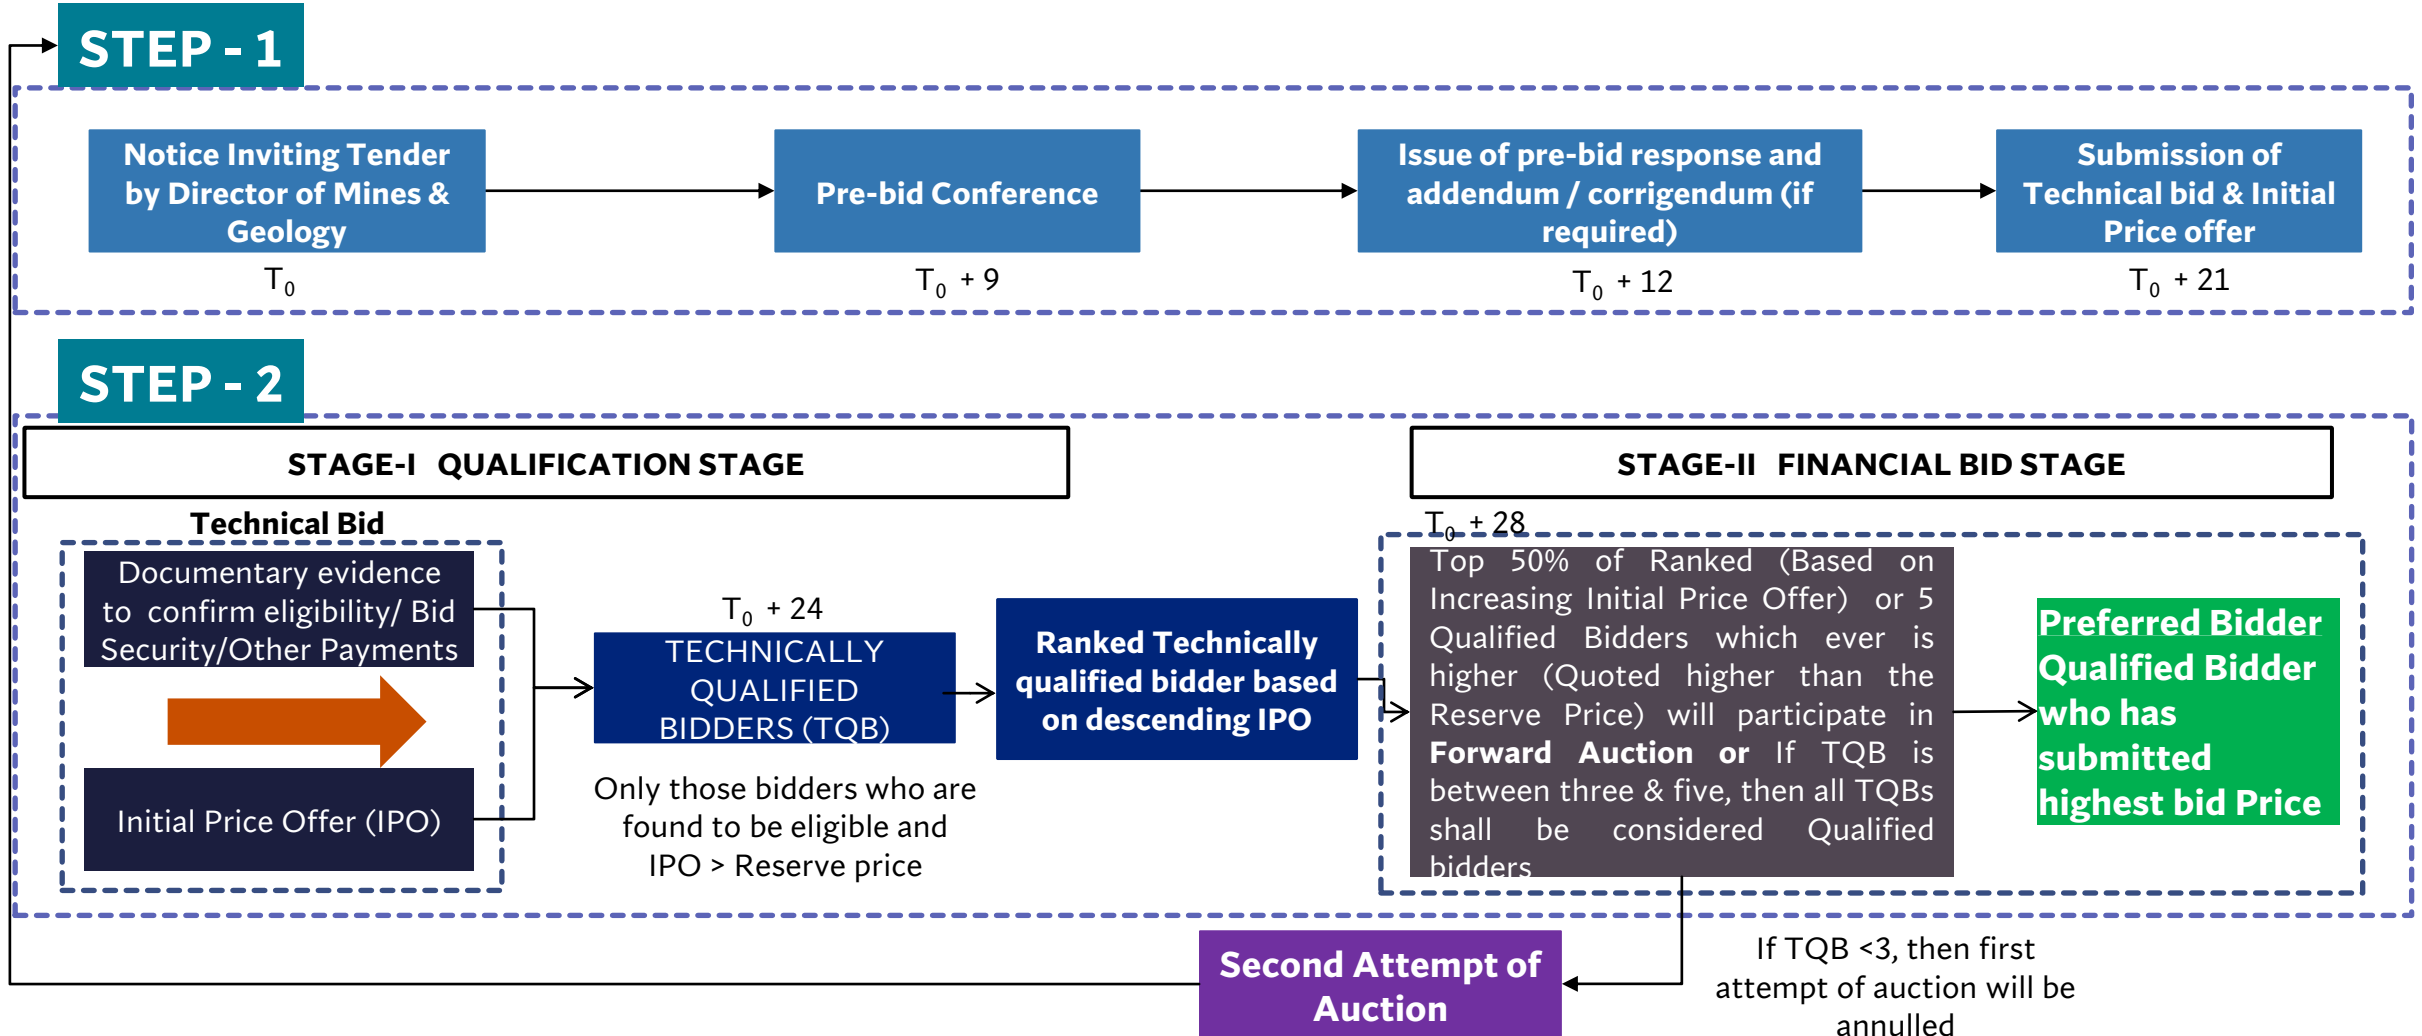 STEP - 1
Notice Inviting Tender
by Director of Mines &
Geology
T0
Pre-bid Conference
T0 + 9
Issue of pre-bid response and
addendum / corrigendum (if
required)
T0 + 12
Submission of
Technical bid & Initial
Price offer
T0 + 21
STEP - 2
STAGE-I QUALIFICATION STAGE
Technical Bid
Documentary evidence
to confirm eligibility/ Bid
Security/Other Payments
Initial Price Offer (IPO)
T0 + 24
TECHNICALLY
QUALIFIED
BIDDERS (TQB)
Only those bidders who are
found to be eligible and
IPO > Reserve price
Ranked Technically
qualified bidder based
on descending IPO
STAGE-II FINANCIAL BID STAGE
T0 + 28
Top 50% of Ranked (Based on
Increasing Initial Price Offer) or 5
Qualified Bidders which ever is
higher (Quoted higher than the
Reserve Price) will participate in
Forward Auction or If TQB is
between three & five, then all TQBs
shall be considered Qualified
bidders
Preferred Bidder
Qualified Bidder
who has
submitted
highest bid Price
Second Attempt of
Auction
If TQB <3, then first
attempt of auction will be
annulled